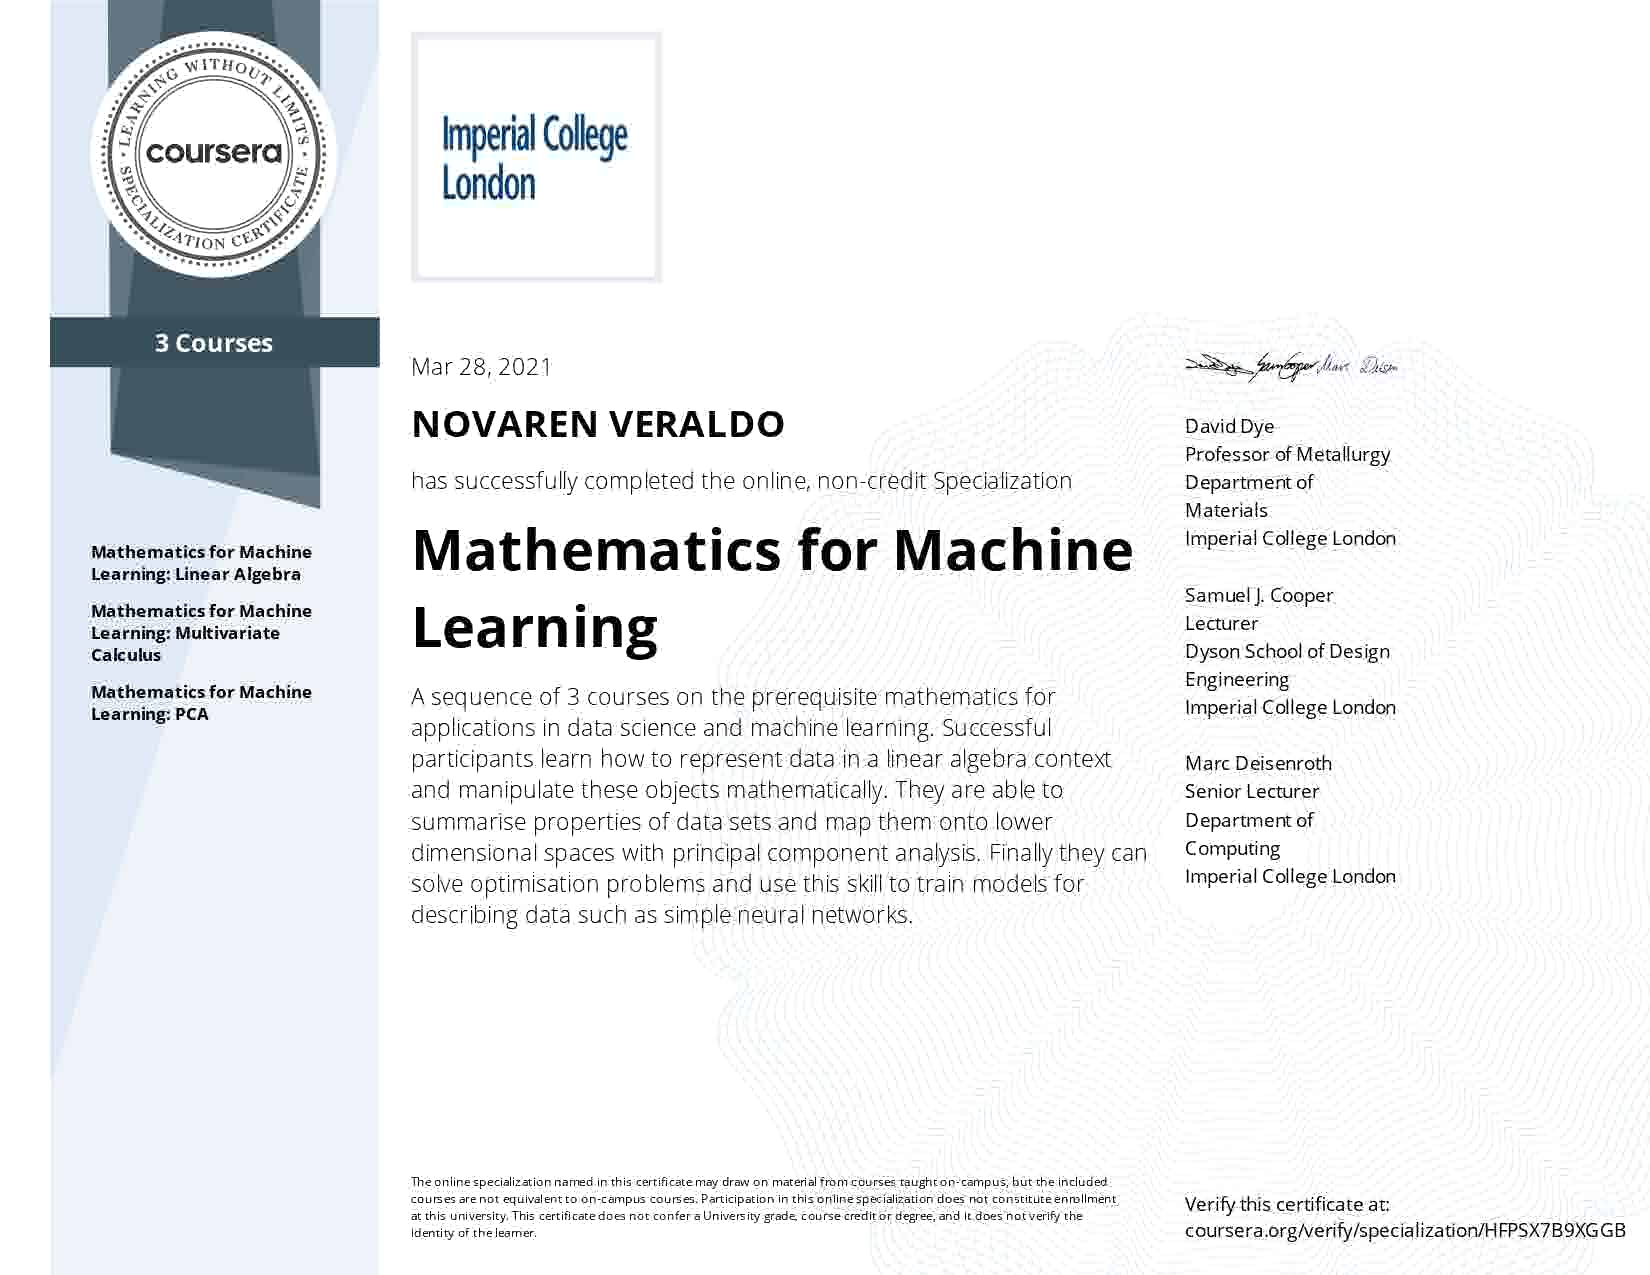 LEARNING WITHOUT LIMITS
coursera
SPECIALIZATION CERTIFICATE
3 Courses
Mathematics for Machine
Learning: Linear Algebra
Mathematics for Machine
Learning: Multivariate
Calculus
Mathematics for Machine
Learning: PCA
Imperial College
London
Mar 28, 2021
NOVAREN VERALDO
has successfully completed the online, non-credit Specialization
Mathematics for Machine
Learning
A sequence of 3 courses on the prerequisite mathematics for
applications in data science and machine learning. Successful
participants learn how to represent data in a linear algebra context
and manipulate these objects mathematically. They are able to
summarise properties of data sets and map them onto lower
dimensional spaces with principal component analysis. Finally they can
solve optimisation problems and use this skill to train models for
describing data such as simple neural networks.
The online specialization named in this certificate may draw on material from courses taught on-campus, but the included
courses are not equivalent to on-campus courses. Participation in this online specialization does not constitute enrollment
at this university. This certificate does not confer a University grade, course credit or degree, and it does not verify the
identity of the learner.
David Dye
Professor of Metallurgy
Department of
Materials
Imperial College London
Samuel J. Cooper
Lecturer
Dyson School of Design
Engineering
Imperial College London
Marc Deisenroth
Senior Lecturer
Department of
Computing
Imperial College London
Verify this certificate at:
coursera.org/verify/specialization/HFPSX7B9XGGB